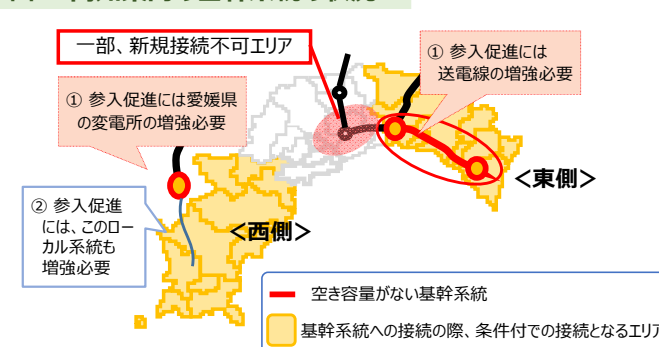 一部、新規接続不可エリア
① 参入促進には
送電線の増強必要
① 参入促進には愛媛県
の変電所の増強必要
<東側>
② 参入促進
には、このロー
カル系統も
増強必要
<西側>
空き容量がない基幹系統
基幹系統への接続の際、条件付での接続となるエリア